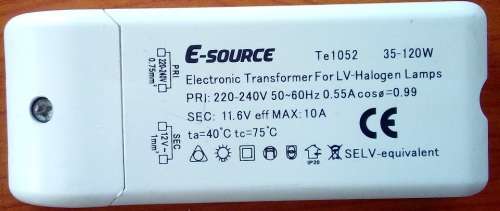 E-SOURCE Te1052 35-120W
Electronic Transformer For LV-Halogen Lamps
PRI: 220-240V 50~60Hz 0.55A cosø=0.99
SEC: 11.6V eff MAX: 10A
ta=40°C tc=75°C
CE
IP20
SELV-equivalent
PRI
220-240V
0.75mm²
SEC
12V~
1mm²